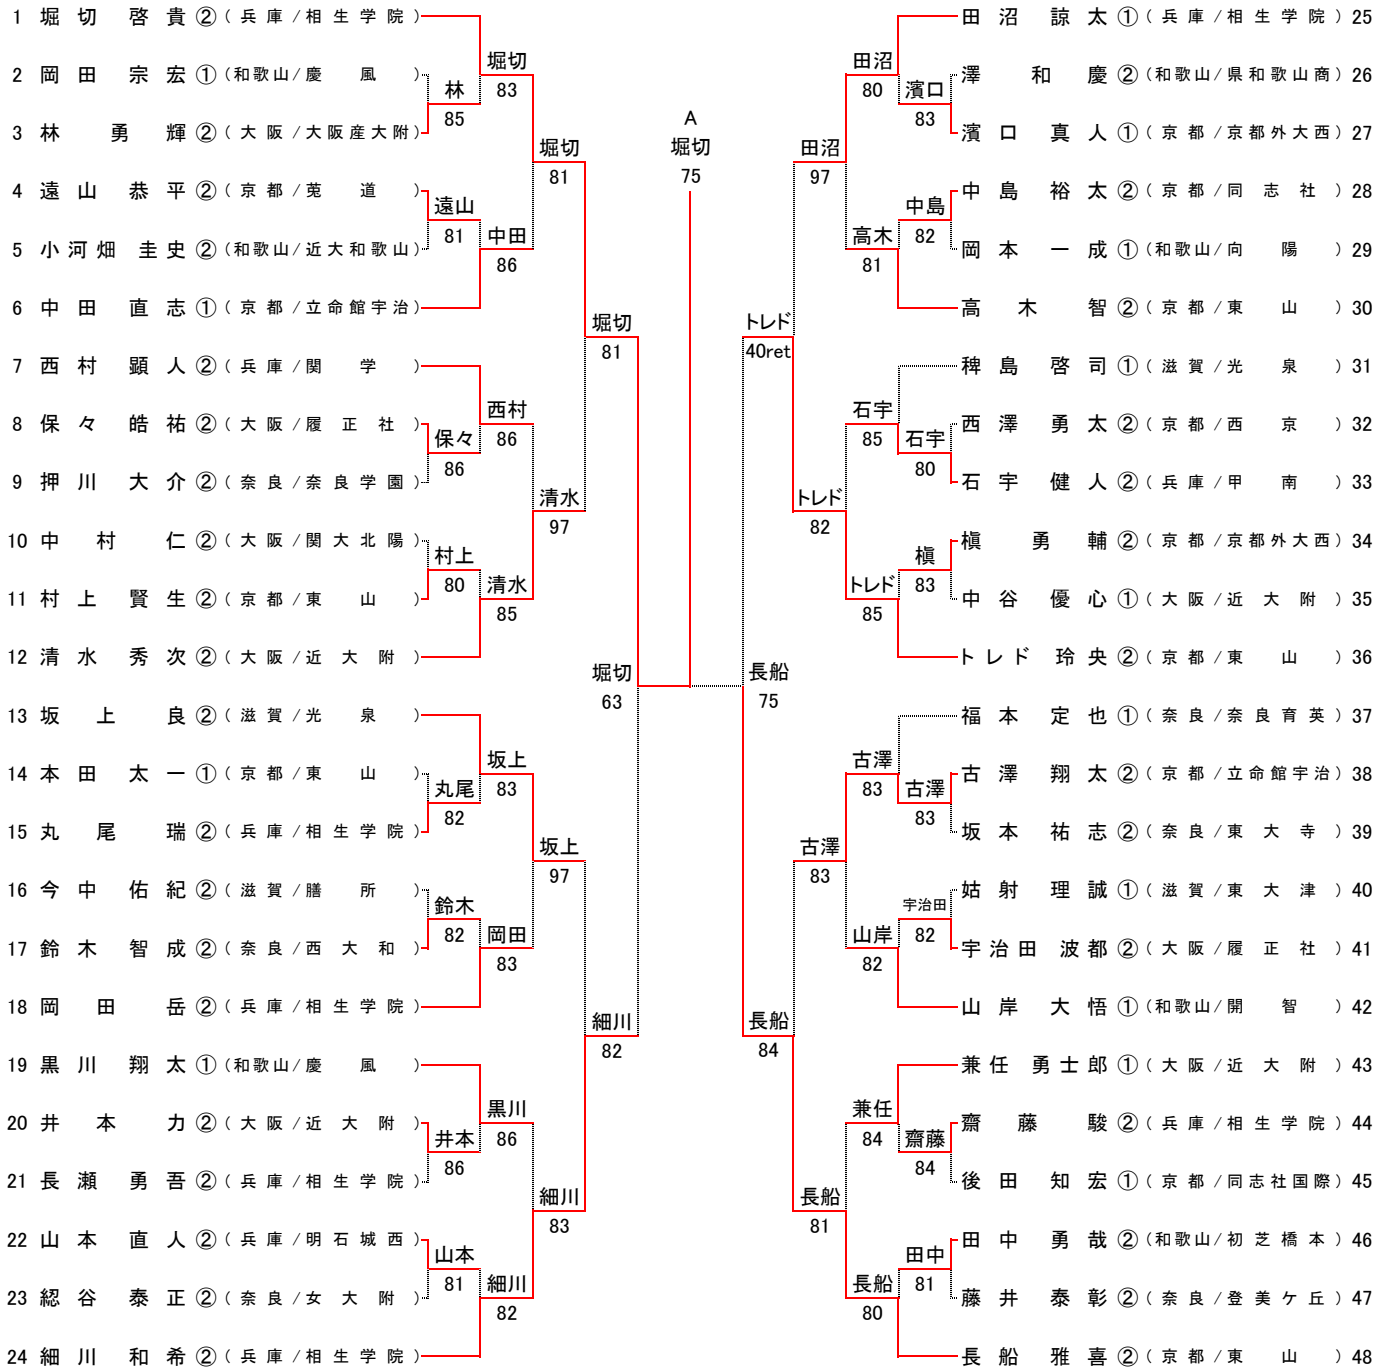 1 堀切 啓貴 ② (兵庫/相生学院)
2 岡田 宗宏 ① (和歌山/慶風)
3 林 勇輝 ② (大阪/大阪産大附)
4 遠山 恭平 ② (京都/莵道)
5 小河畑 圭史 ② (和歌山/近大和歌山)
6 中田 直志 ① (京都/立命館宇治)
7 西村 顕人 ② (兵庫/関学)
8 保々 皓祐 ② (大阪/履正社)
9 押川 大介 ② (奈良/奈良学園)
10 中村 仁 ② (大阪/関大北陽)
11 村上 賢生 ② (京都/東山)
12 清水 秀次 ② (大阪/近大附)
13 坂上 良 ② (滋賀/光泉)
14 本田 太一 ① (京都/東山)
15 丸尾 瑞 ② (兵庫/相生学院)
16 今中 佑紀 ② (滋賀/膳所)
17 鈴木 智成 ② (奈良/西大和)
18 岡田 岳 ② (兵庫/相生学院)
19 黒川 翔太 ① (和歌山/慶風)
20 井本 力 ② (大阪/近大附)
21 長瀬 勇吾 ② (兵庫/相生学院)
22 山本 直人 ② (兵庫/明石城西)
23 綛谷 泰正 ② (奈良/女大附)
24 細川 和希 ② (兵庫/相生学院)
林
85
遠山
81
保々
86
村上
80
丸尾
82
鈴木
82
井本
86
山本
81
堀切
83
中田
86
西村
86
清水
85
坂上
83
岡田
83
黒川
86
細川
82
堀切
81
清水
97
坂上
97
細川
83
堀切
81
細川
82
堀切
63
A
堀切
75
長船
75
トレド
40ret
長船
84
田沼
97
トレド
82
古澤
83
長船
81
田沼
80
高木
81
石宇
85
トレド
85
古澤
83
山岸
82
兼任
84
長船
80
濱口
83
中島
82
石宇
80
槇
83
古澤
83
宇治田
82
齋藤
84
田中
81
田沼 諒太 ① (兵庫/相生学院) 25
澤 和慶 ② (和歌山/県和歌山商) 26
濱口 真人 ① (京都/京都外大西) 27
中島 裕太 ② (京都/同志社) 28
岡本 一成 ① (和歌山/向陽) 29
高木 智 ② (京都/東山) 30
稗島 啓司 ① (滋賀/光泉) 31
西澤 勇太 ② (京都/西京) 32
石宇 健人 ② (兵庫/甲南) 33
槇 勇輔 ② (京都/京都外大西) 34
中谷 優心 ① (大阪/近大附) 35
トレド 玲央 ② (京都/東山) 36
福本 定也 ① (奈良/奈良育英) 37
古澤 翔太 ② (京都/立命館宇治) 38
坂本 祐志 ② (奈良/東大寺) 39
姑射 理誠 ① (滋賀/東大津) 40
宇治田 波都 ② (大阪/履正社) 41
山岸 大悟 ① (和歌山/開智) 42
兼任 勇士郎 ① (大阪/近大附) 43
齋藤 駿 ② (兵庫/相生学院) 44
後田 知宏 ① (京都/同志社国際) 45
田中 勇哉 ② (和歌山/初芝橋本) 46
藤井 泰彰 ② (奈良/登美ケ丘) 47
長船 雅喜 ② (京都/東山) 48